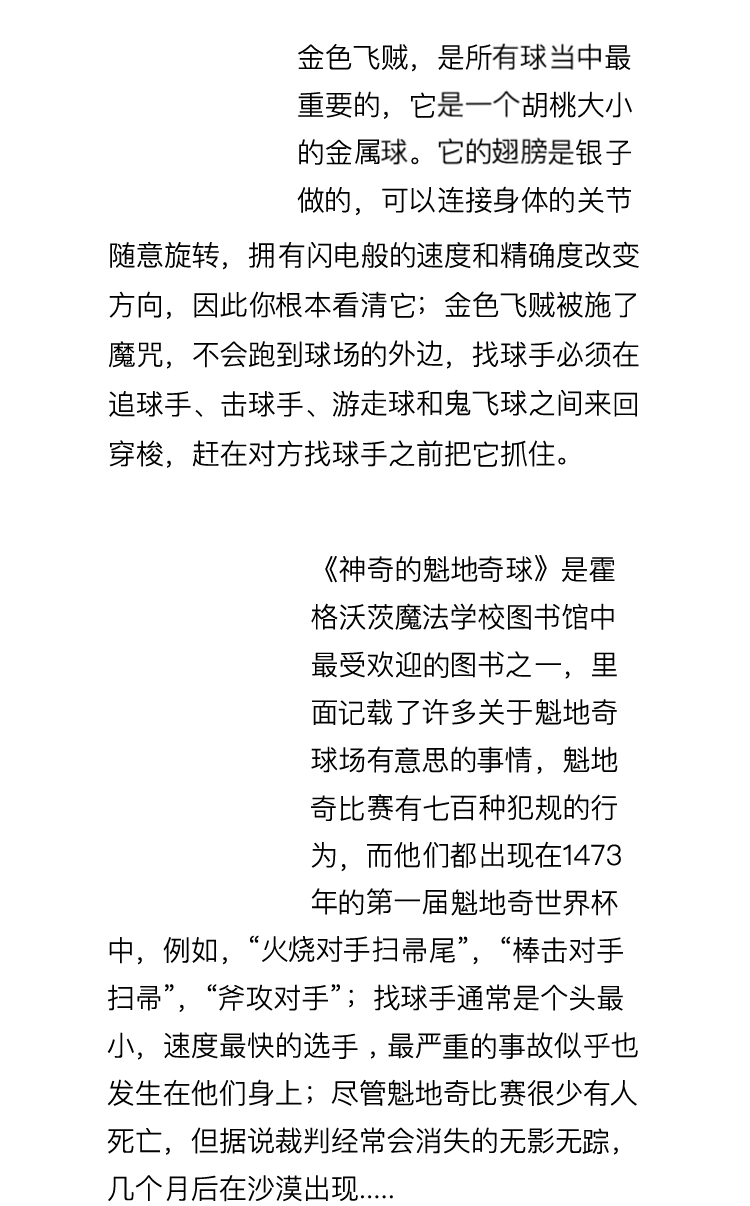 金色飞贼，是所有球当中最
重要的，它是一个胡桃大小
的金属球。它的翅膀是银子
做的，可以连接身体的关节
随意旋转，拥有闪电般的速度和精确度改变
方向，因此你根本看清它；金色飞贼被施了
魔咒，不会跑到球场的外边，找球手必须在
追球手、击球手、游走球和鬼飞球之间来回
穿梭，赶在对方找球手之前把它抓住。
《神奇的魁地奇球》是霍
格沃茨魔法学校图书馆中
最受欢迎的图书之一，里
面记载了许多关于魁地奇
球场有意思的事情，魁地
奇比赛有七百种犯规的行
为，而他们都出现在1473
年的第一届魁地奇世界杯
中，例如，“火烧对手扫帚尾”，“棒击对手
扫帚”，“斧攻对手”；找球手通常是个头最
小，速度最快的选手，最严重的事故似乎也
发生在他们身上；尽管魁地奇比赛很少有人
死亡，但据说裁判经常会消失的无影无踪，
几个月后在沙漠出现.....